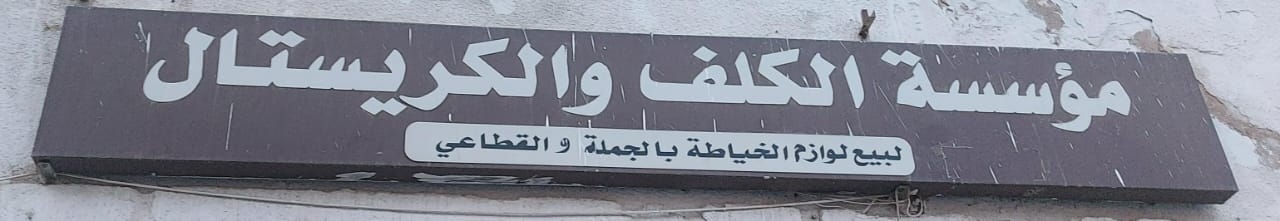 مؤسسة الكلف والكريستال
لبيع لوازم الخياطة بالجملة و القطاعي